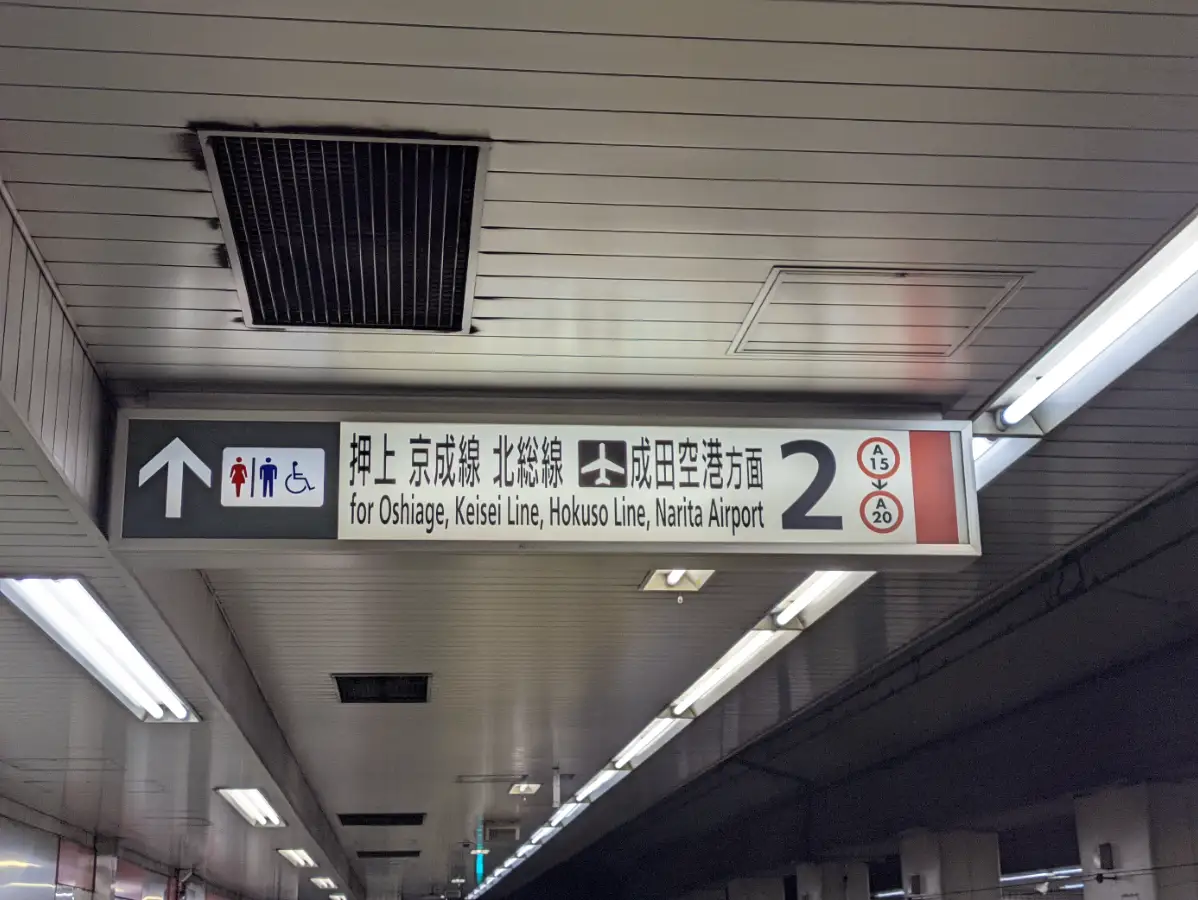 押上 京成線 北総線 成田空港方面
for Oshiage, Keisei Line, Hokuso Line, Narita Airport
2
A
15
A
20